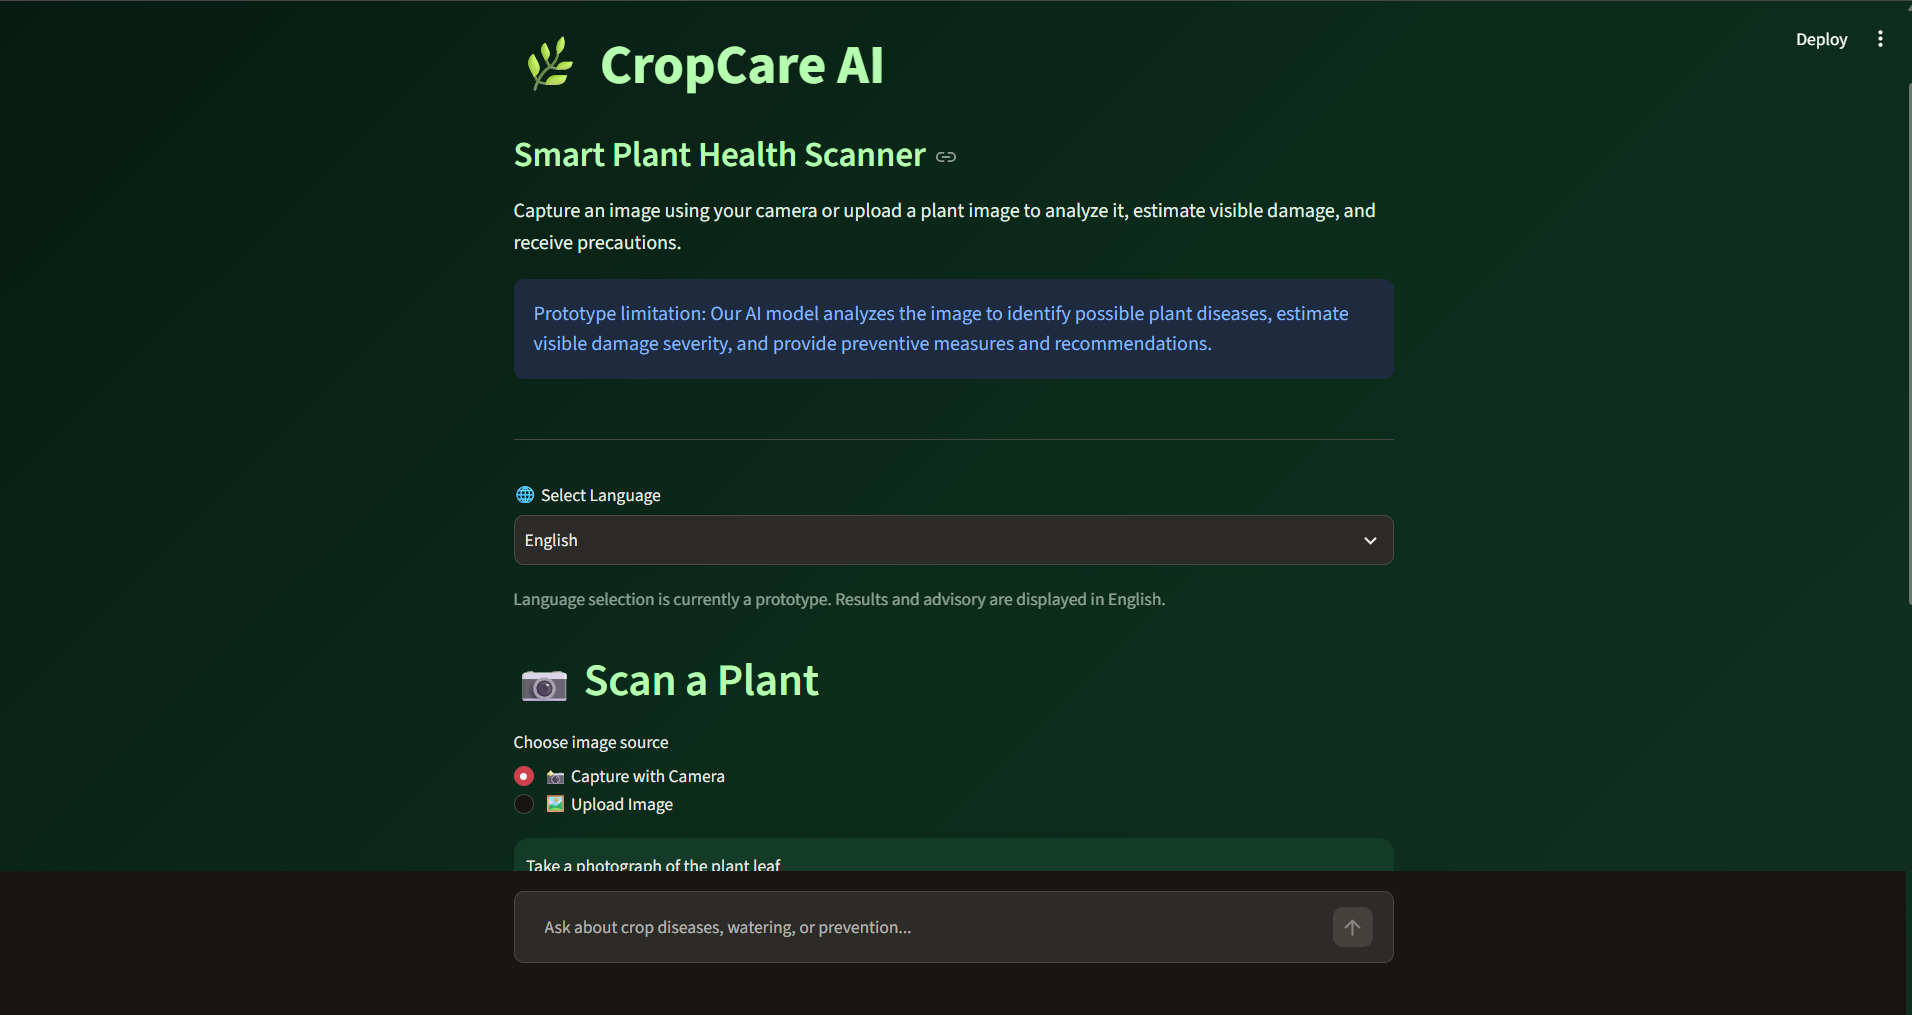 Deploy
CropCare AI
Smart Plant Health Scanner
Capture an image using your camera or upload a plant image to analyze it, estimate visible damage, and
receive precautions.
Prototype limitation: Our AI model analyzes the image to identify possible plant diseases, estimate
visible damage severity, and provide preventive measures and recommendations.
Select Language
English
Language selection is currently a prototype. Results and advisory are displayed in English.
Scan a Plant
Choose image source
Capture with Camera
Upload Image
Take a photograph of the plant leaf
Ask about crop diseases, watering, or prevention...